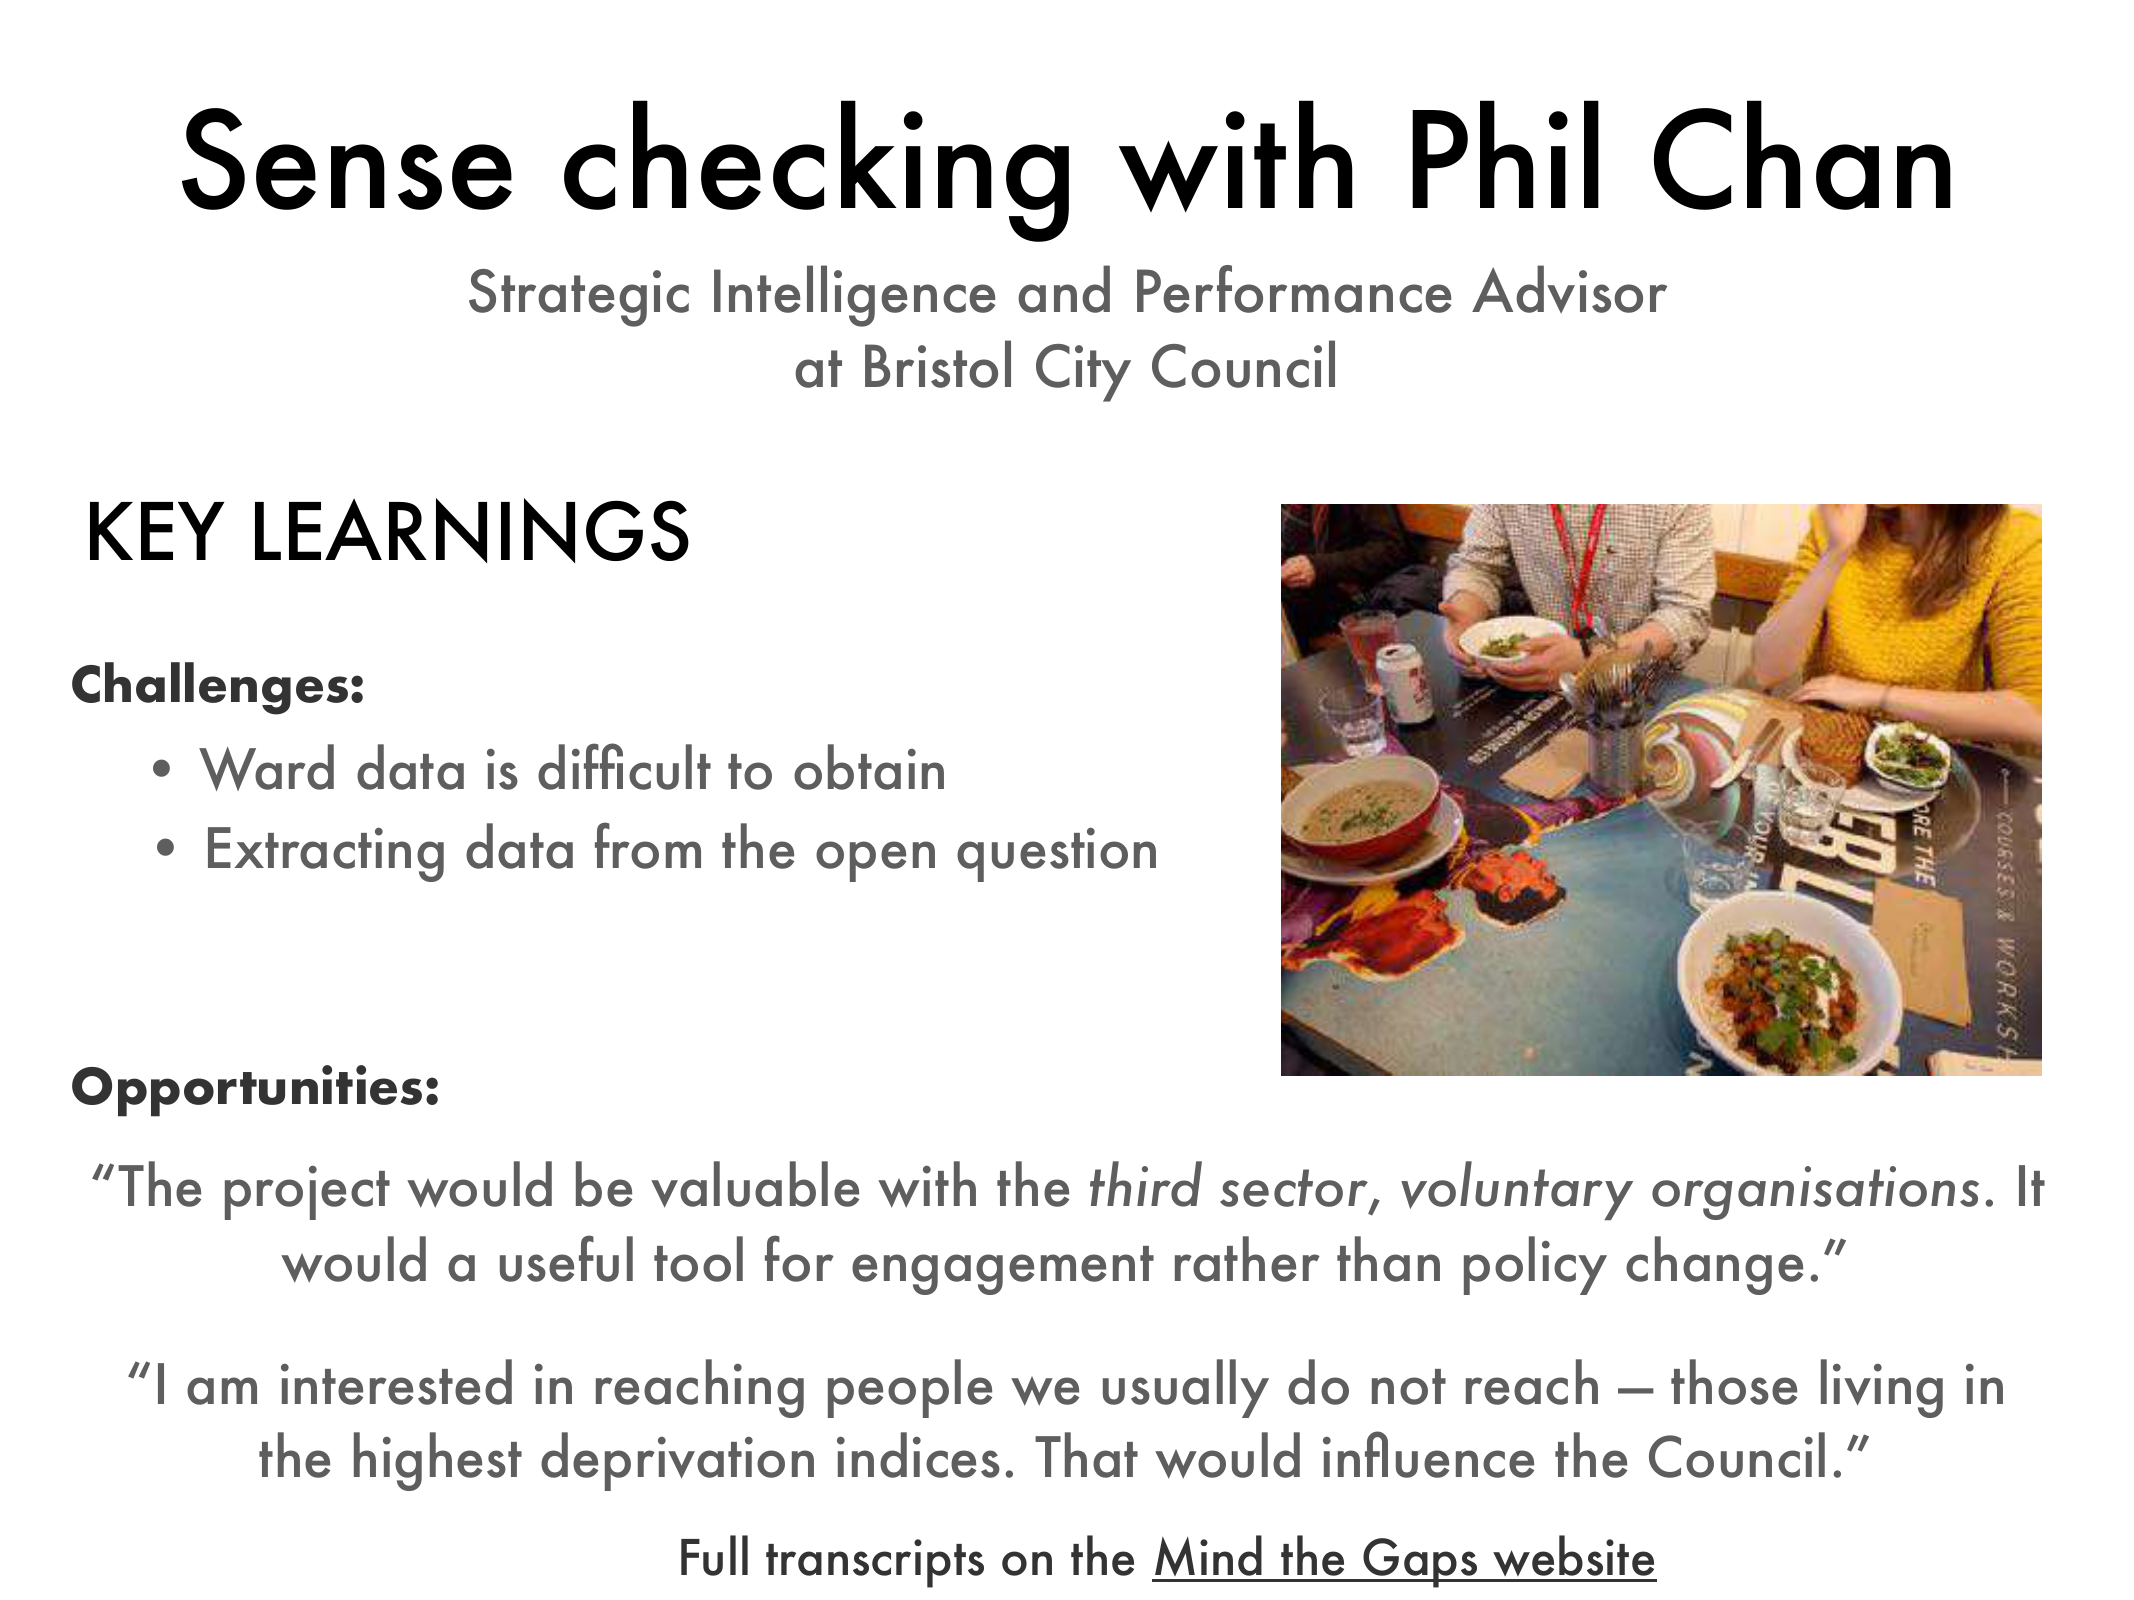 Sense checking with Phil Chan
Strategic Intelligence and Performance Advisor
at Bristol City Council
KEY LEARNINGS
Challenges:
• Ward data is difficult to obtain
• Extracting data from the open question
ORE THE
COURSES & WORKSH
Opportunities:
“The project would be valuable with the third sector, voluntary organisations. It
would a useful tool for engagement rather than policy change.”
“I am interested in reaching people we usually do not reach – those living in
the highest deprivation indices. That would influence the Council.”
Full transcripts on the Mind the Gaps website